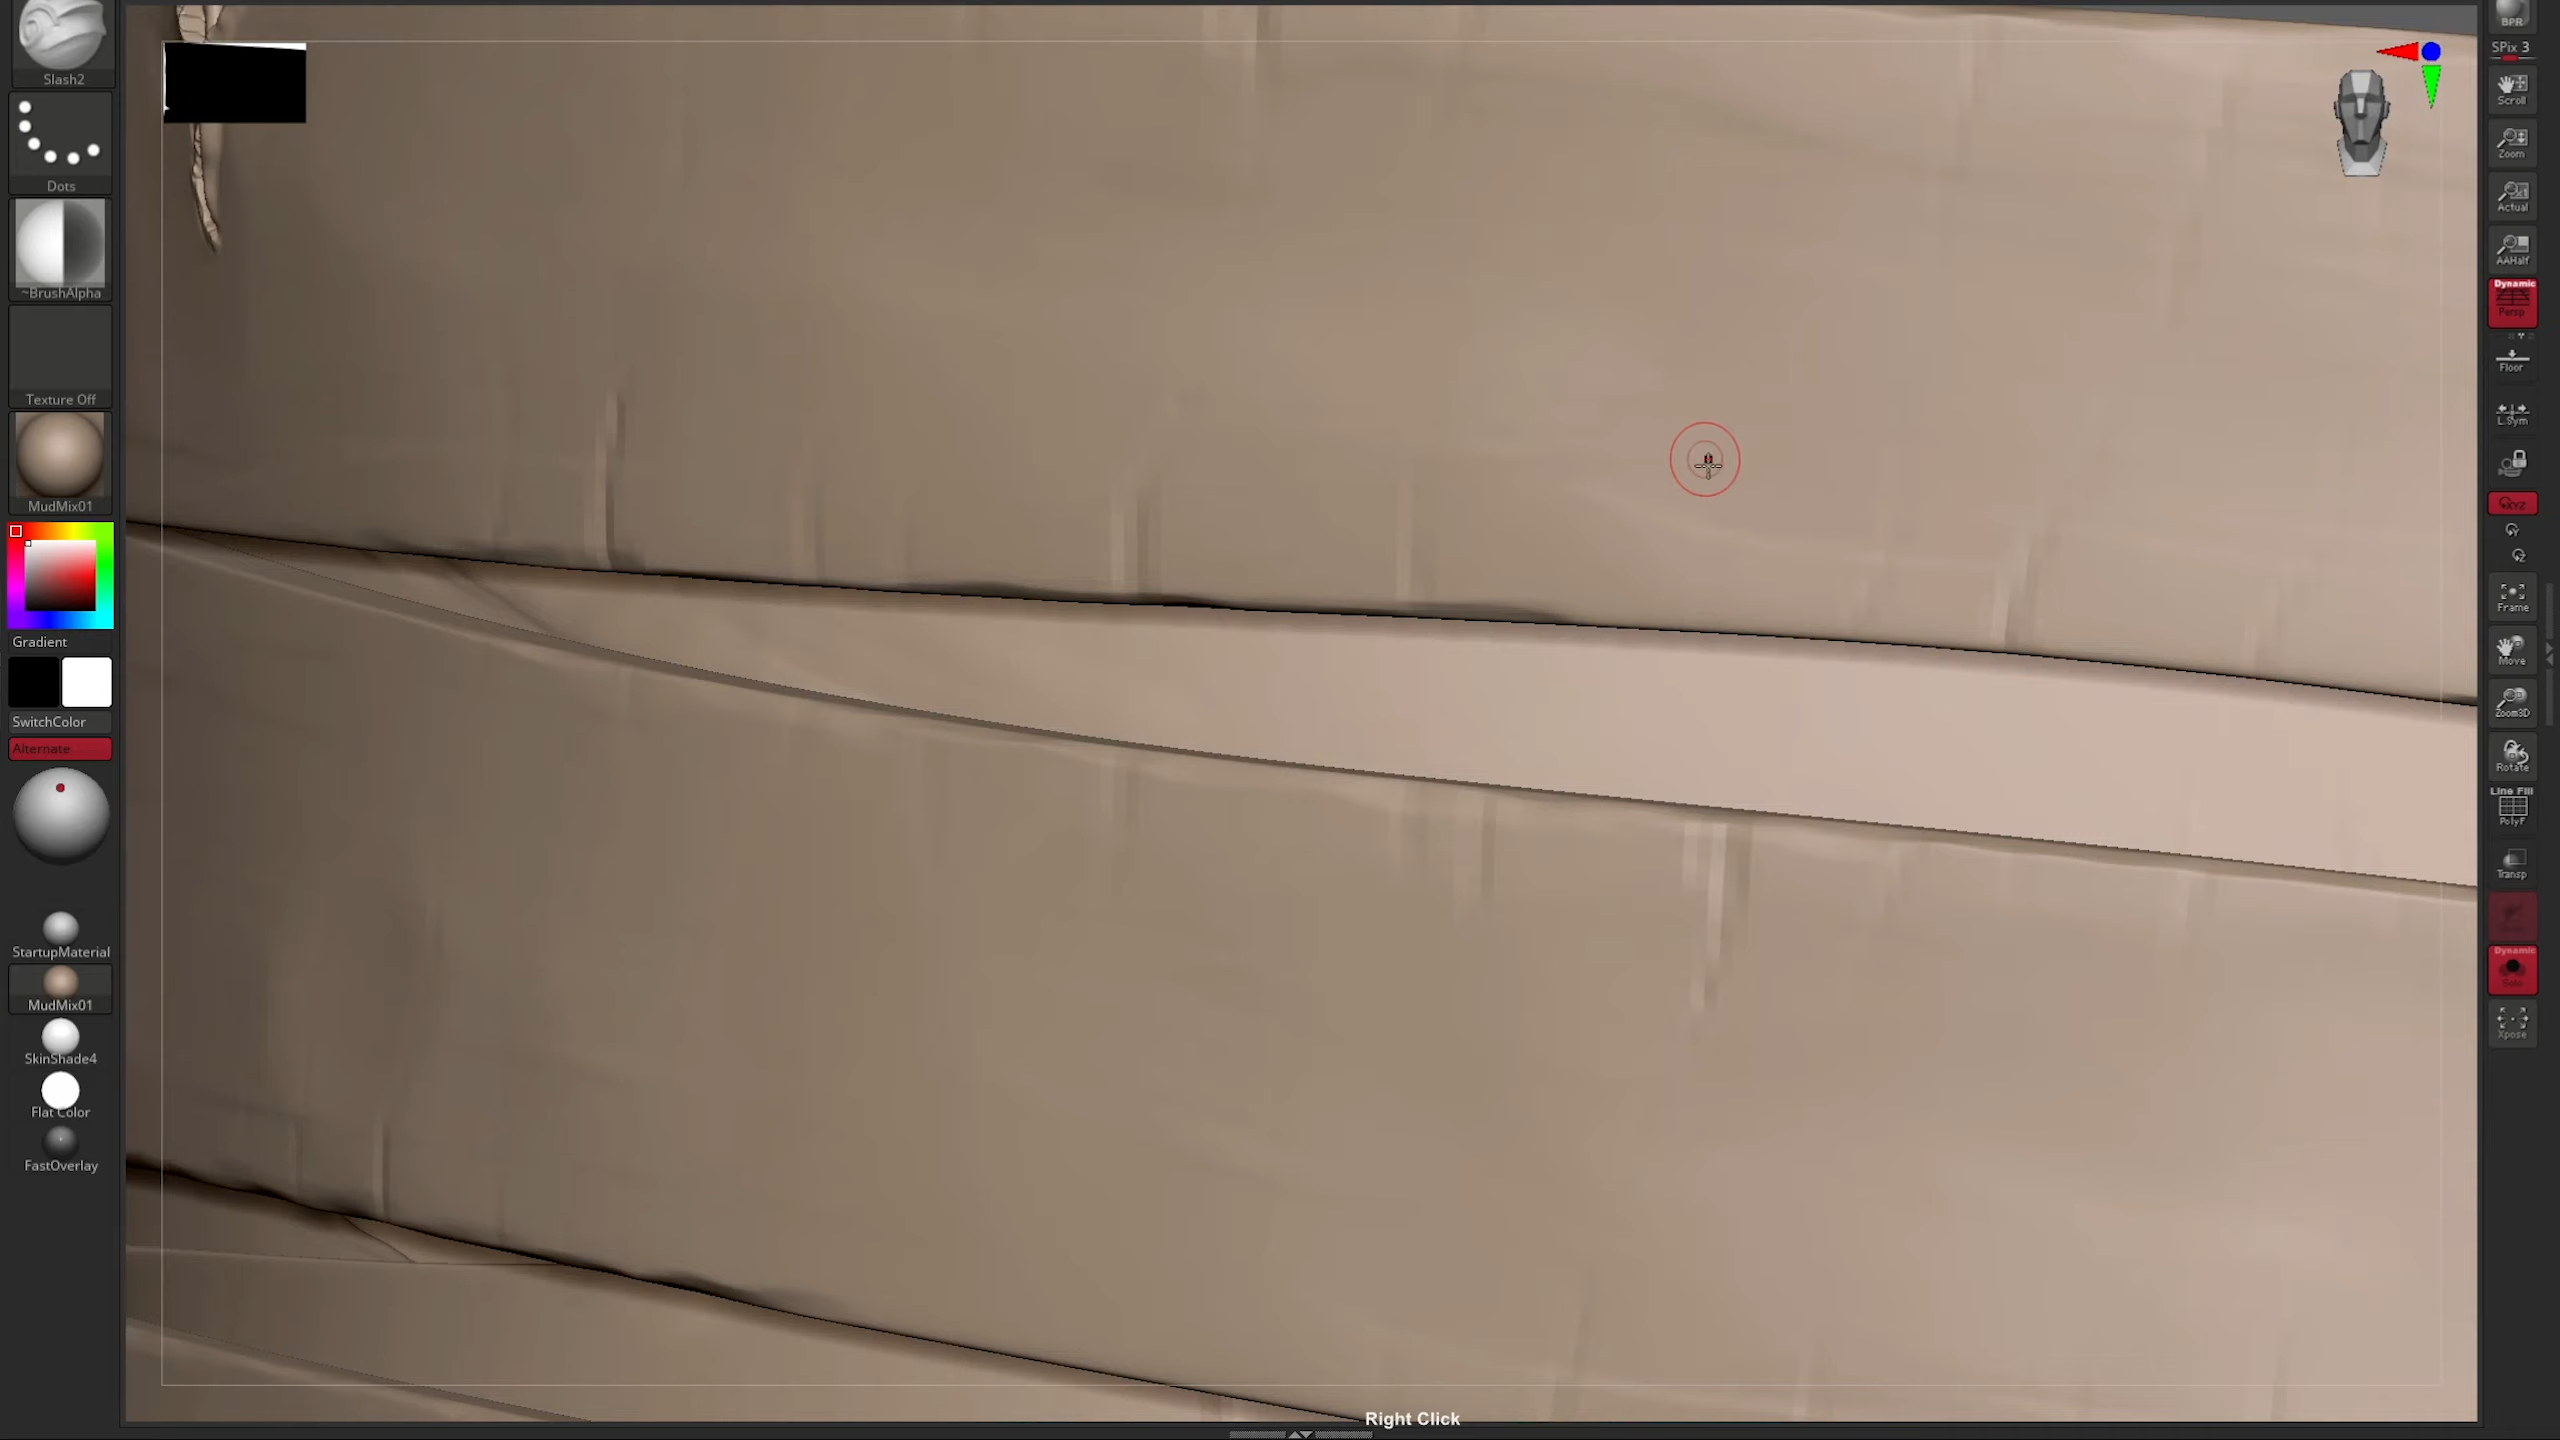 Slash2
Dots
~BrushAlpha
Texture Off
MudMix01
Gradient
SwitchColor
Alternate
StartupMaterial
MudMix01
SkinShade4
Flat Color
FastOverlay
Right Click
BPR
SPix 3
Scroll
Zoom
Actual
AAHalf
Dynamic
Persp
Floor
L.Sym
XYZ
Frame
Move
Zoom3D
Rotate
Line Fill
PolyF
Transp
Dynamic
Solo
Xpose